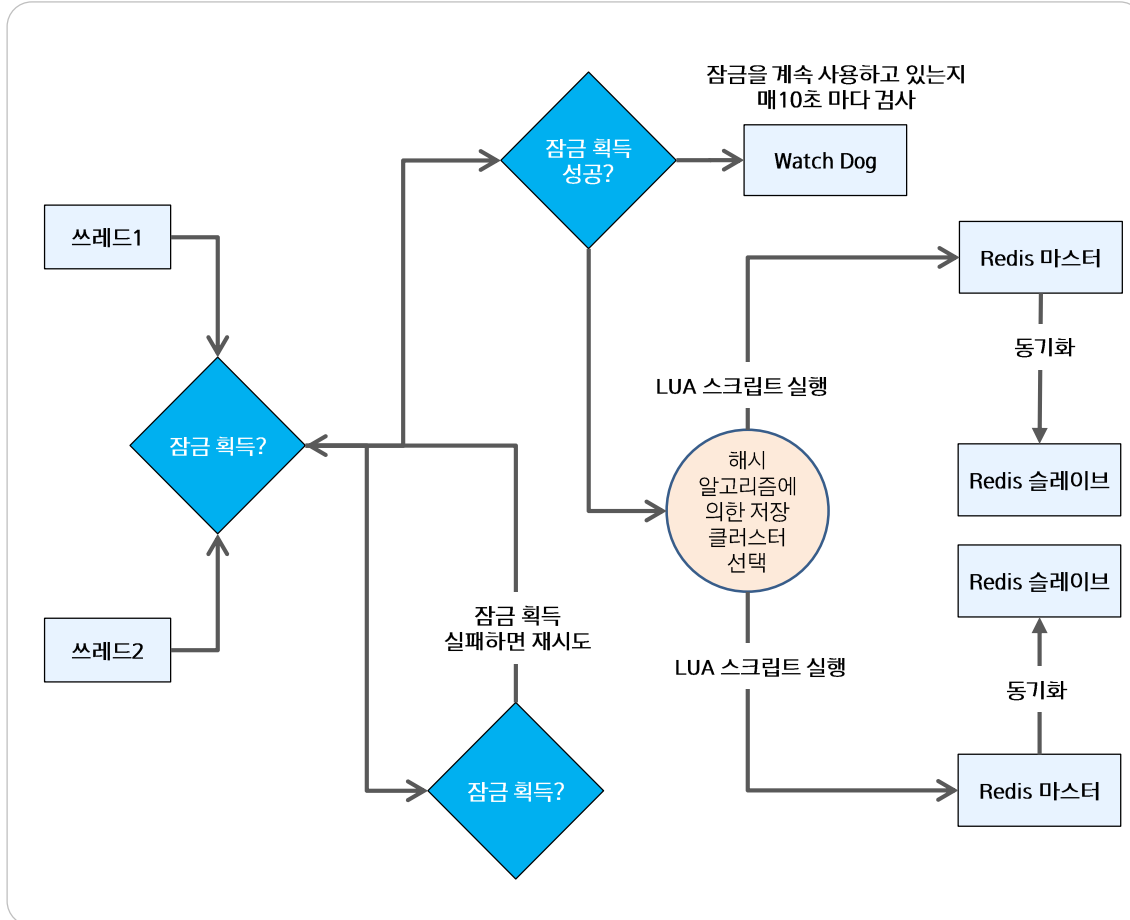 잠금을 계속 사용하고 있는지
매10초 마다 검사
잠금 획득
성공?
Watch Dog
쓰레드1
Redis 마스터
동기화
LUA 스크립트 실행
잠금 획득?
해시
알고리즘에
의한 저장
클러스터
선택
Redis 슬레이브
Redis 슬레이브
잠금 획득
실패하면 재시도
쓰레드2
LUA 스크립트 실행
동기화
잠금 획득?
Redis 마스터